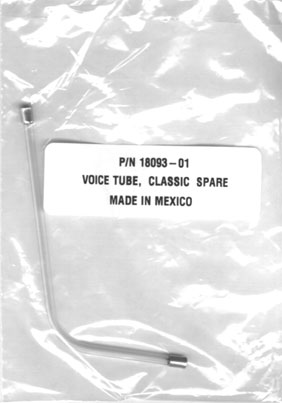 P/N 18093-01
VOICE TUBE, CLASSIC SPARE
MADE IN MEXICO